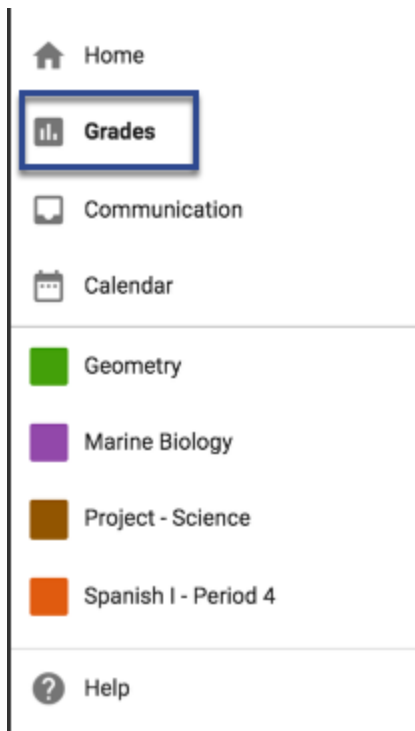 Home
Grades
Communication
Calendar
Geometry
Marine Biology
Project - Science
Spanish I - Period 4
Help